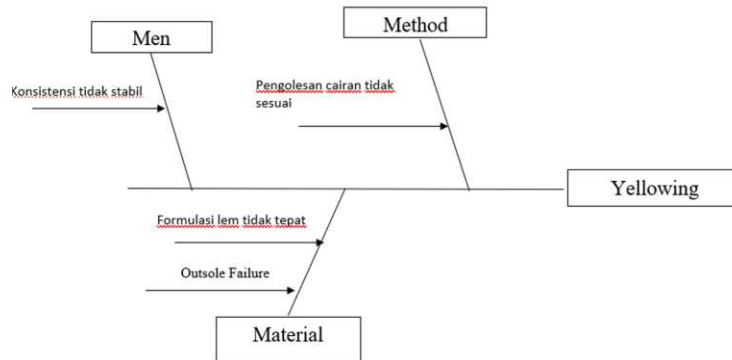 Men
Method
Konsistensi tidak stabil
Pengolesan cairan tidak
sesuai
Yellowing
Formulasi lem tidak tepat
Outsole Failure
Material